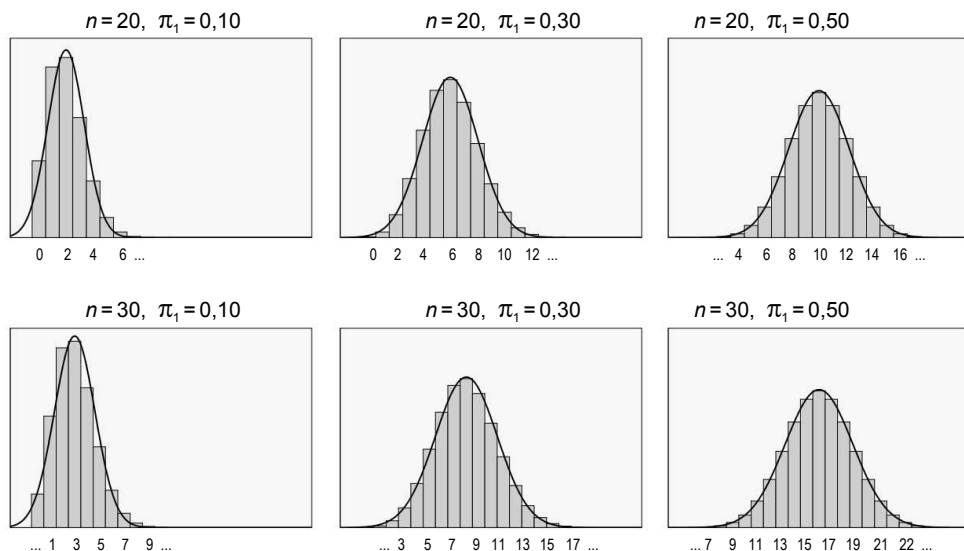 n = 20, π₁ = 0,10
n = 20, π₁ = 0,30
n = 20, π₁ = 0,50
0 2 4 6 ...
0 2 4 6 8 10 12 ...
... 4 6 8 10 12 14 16 ...
n = 30, π₁ = 0,10
n = 30, π₁ = 0,30
n = 30, π₁ = 0,50
... 1 3 5 7 9 ...
... 3 5 7 9 11 13 15 17 ...
... 7 9 11 13 15 17 19 21 22 ...